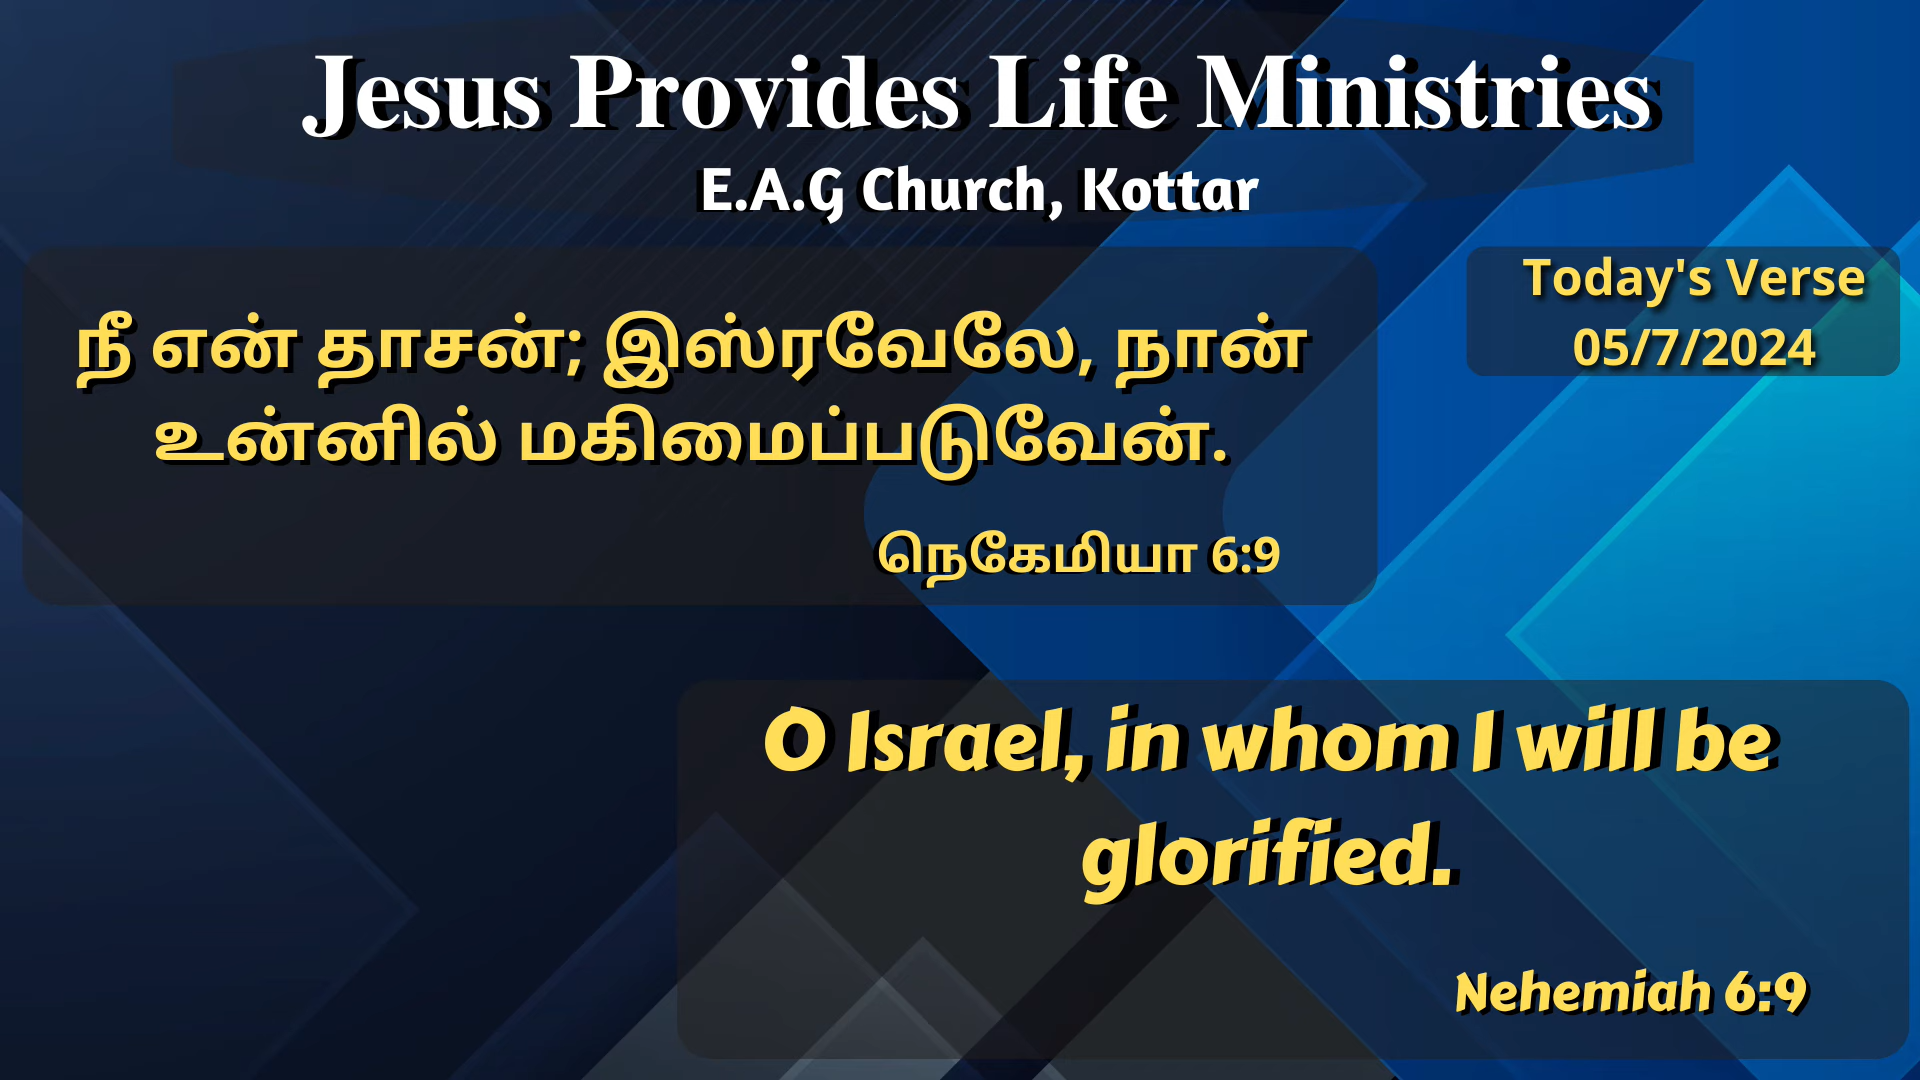 Jesus Provides Life Ministries
E.A.G Church, Kottar
நீ என் தாசன்; இஸ்ரவேலே, நான்
உன்னில் மகிமைப்படுவேன்.
நெகேமியா 6:9
Today's Verse
05/7/2024
O Israel, in whom I will be
glorified.
Nehemiah 6:9